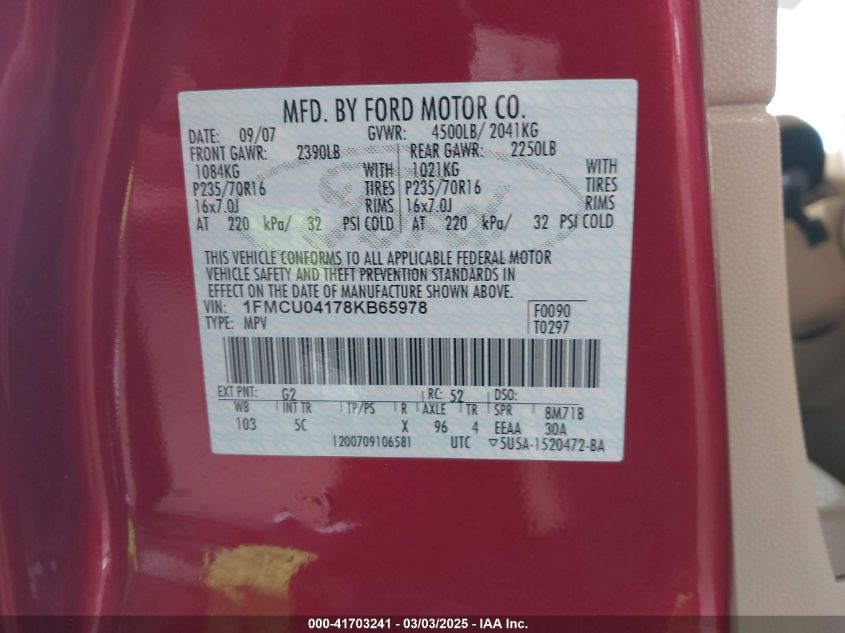 MFD. BY FORD MOTOR CO.
DATE: 09/07 GVWR: 4500LB/ 2041KG
FRONT GAWR: 2390LB REAR GAWR: 2250LB
1084KG WITH 1021KG WITH
P235/70R16 TIRES P235/70R16 TIRES
16x7.0J RIMS 16x7.0J RIMS
AT 220 kPa/ 32 PSI COLD AT 220 kPa/ 32 PSI COLD
THIS VEHICLE CONFORMS TO ALL APPLICABLE FEDERAL MOTOR
VEHICLE SAFETY AND THEFT PREVENTION STANDARDS IN
EFFECT ON THE DATE OF MANUFACTURE SHOWN ABOVE.
VIN: 1FMCU04178KB65978 F0090
TYPE: MPV T0297
EXT PNT: G2 RC: 52 DSO:
WB INT TR TP/PS R AXLE TR SPR 8M71B
103 5C X 96 4 EEAA 30A
1200709106581 UTC ▽5U5A-1520472-BA
000-41703241 - 03/03/2025 - IAA Inc.